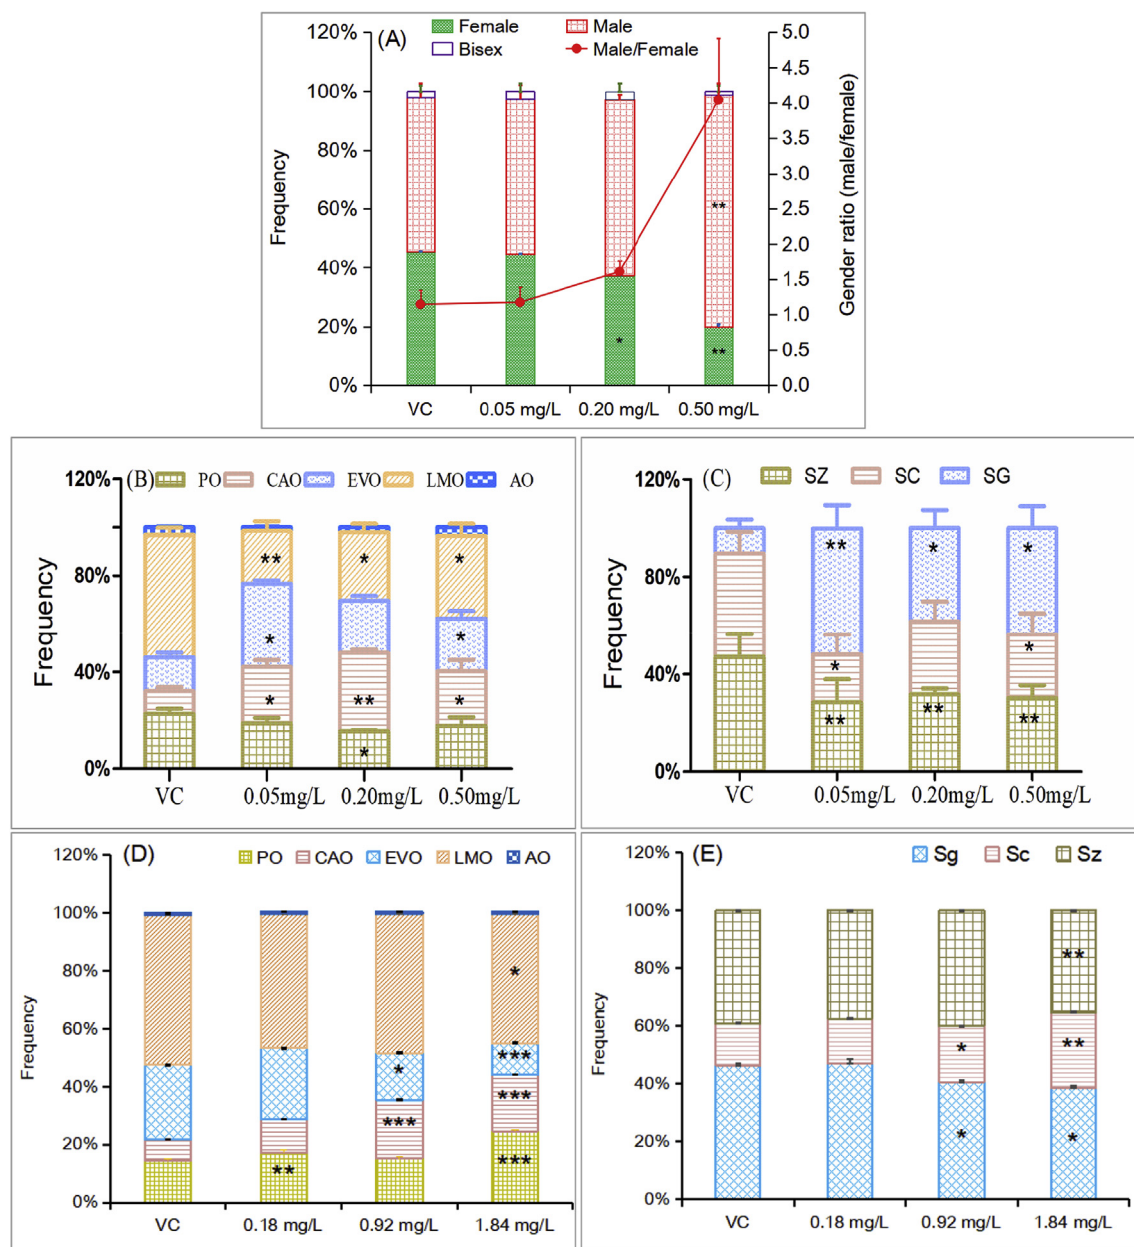 Female Male
Bisex Male/Female
(A)
120%
100%
80%
60%
40%
20%
0%
Frequency
5.0
4.5
4.0
3.5
3.0
2.5
2.0
1.5
1.0
0.5
0.0
Gender ratio (male/female)
**
* **
VC 0.05 mg/L 0.20 mg/L 0.50 mg/L
(B) PO CAO EVO LMO AO
120%
80%
40%
0%
Frequency
** * *
* *
* ** *
*
VC 0.05mg/L 0.20mg/L 0.50mg/L
(C) SZ SC SG
120%
80%
40%
0%
Frequency
** * *
* *
** ** **
VC 0.05mg/L 0.20mg/L 0.50mg/L
(D) PO CAO EVO LMO AO
120%
100%
80%
60%
40%
20%
0%
Frequency
*
* ***
*** ***
** ***
VC 0.18 mg/L 0.92 mg/L 1.84 mg/L
(E) Sg Sc Sz
120%
100%
80%
60%
40%
20%
0%
Frequency
**
* **
* *
VC 0.18 mg/L 0.92 mg/L 1.84 mg/L